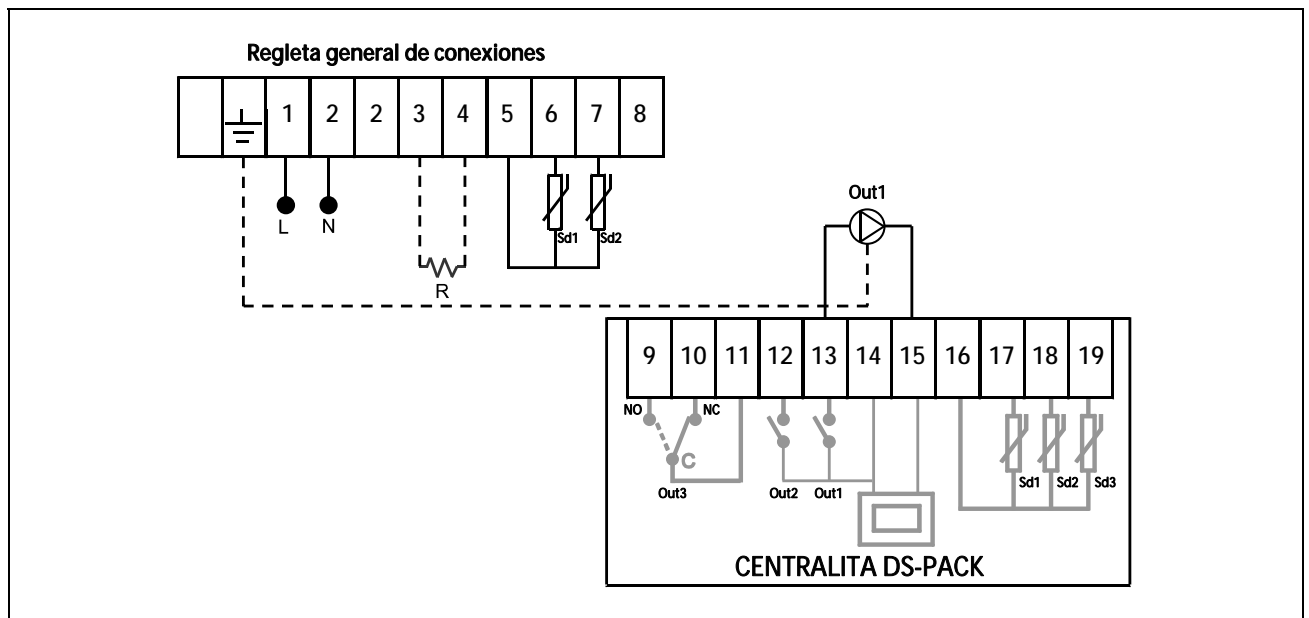 Regleta general de conexiones
1 2 2 3 4 5 6 7 8
L N
Sd1 Sd2
R
Out1
9 10 11 12 13 14 15 16 17 18 19
NO NC
C
Out3 Out2 Out1
Sd1 Sd2 Sd3
CENTRALITA DS-PACK